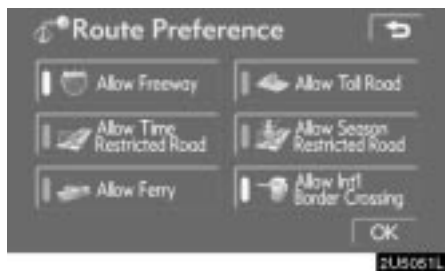 Route Preference
Allow Freeway
Allow Toll Road
Allow Time
Restricted Road
Allow Season
Restricted Road
Allow Ferry
Allow Int'l
Border Crossing
OK
2U5051L